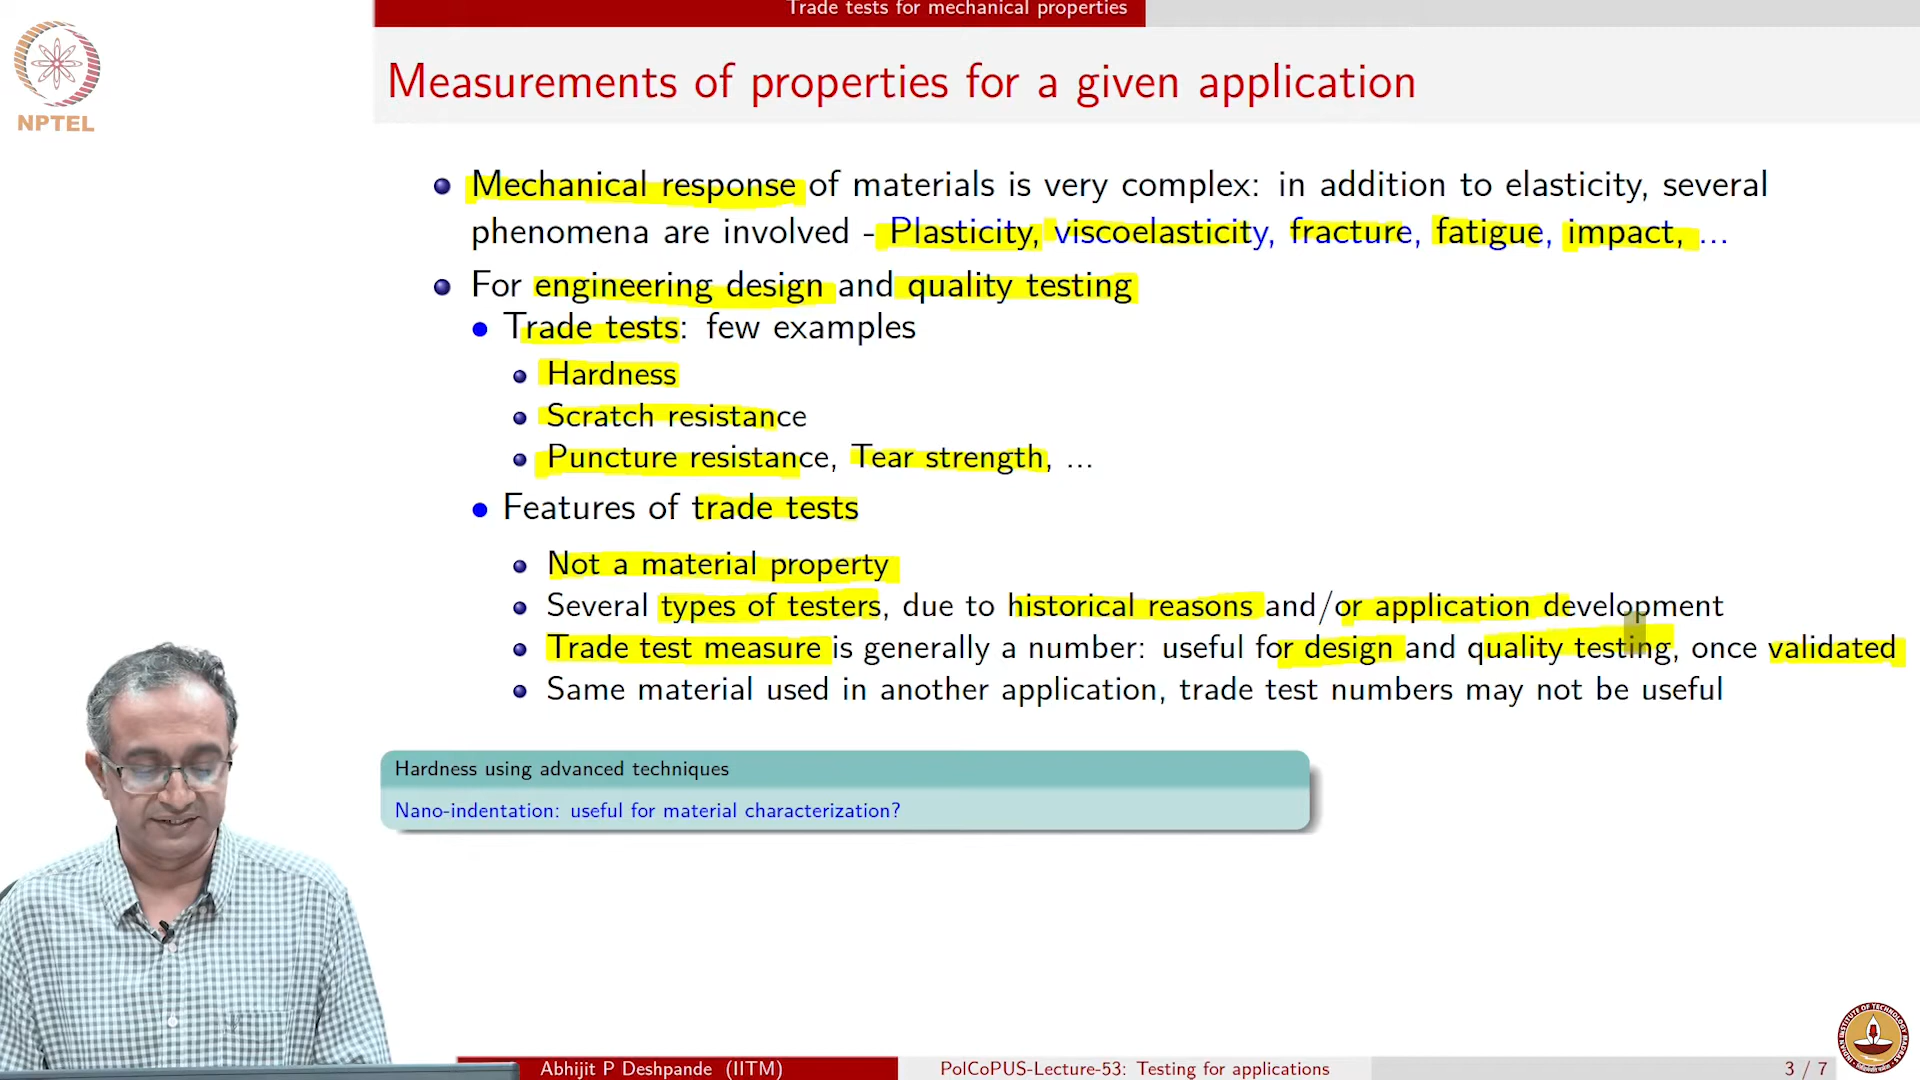 Trade tests for mechanical properties
NPTEL
Measurements of properties for a given application
Mechanical response of materials is very complex: in addition to elasticity, several
phenomena are involved - Plasticity, viscoelasticity, fracture, fatigue, impact, ...
For engineering design and quality testing
Trade tests: few examples
Hardness
Scratch resistance
Puncture resistance, Tear strength, ...
Features of trade tests
Not a material property
Several types of testers, due to historical reasons and/or application development
Trade test measure is generally a number: useful for design and quality testing, once validated
Same material used in another application, trade test numbers may not be useful
Hardness using advanced techniques
Nano-indentation: useful for material characterization?
Abhijit P Deshpande (IITM)
PolCoPUS-Lecture-53: Testing for applications
3 / 7